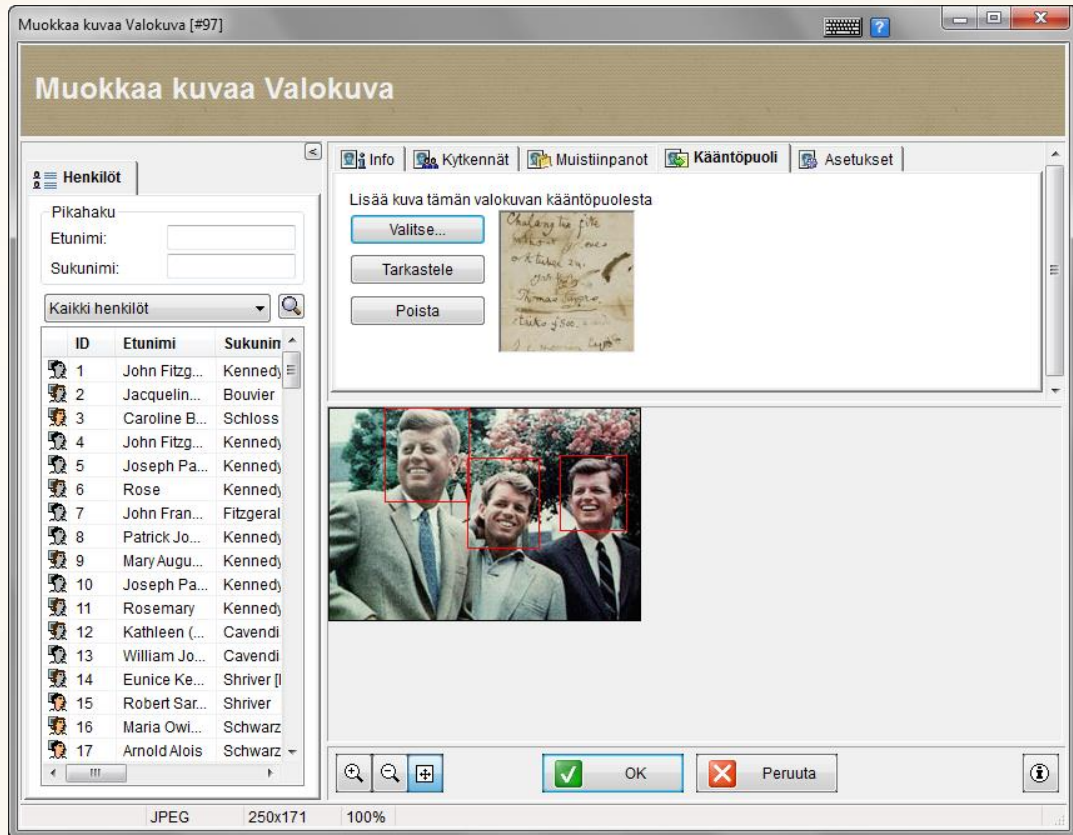 Muokkaa kuvaa Valokuva [#97]
Muokkaa kuvaa Valokuva
Henkilöt
Pikahaku
Etunimi:
Sukunimi:
Kaikki henkilöt
ID Etunimi Sukunim
1 John Fitzg... Kennedy
2 Jacquelin... Bouvier
3 Caroline B... Schloss
4 John Fitzg... Kennedy
5 Joseph Pa... Kennedy
6 Rose Kennedy
7 John Fran... Fitzgeral
8 Patrick Jo... Kennedy
9 Mary Augu... Kennedy
10 Joseph Pa... Kennedy
11 Rosemary Kennedy
12 Kathleen (... Cavendi
13 William Jo... Cavendi
14 Eunice Ke... Shriver [
15 Robert Sar... Shriver
16 Maria Owi... Schwarz
17 Arnold Alois Schwarz
Info Kytkennät Muistiinpanot Kääntöpuoli Asetukset
Lisää kuva tämän valokuvan kääntöpuolesta
Valitse...
Tarkastele
Poista
Thomas
OK Peruuta
JPEG 250x171 100%